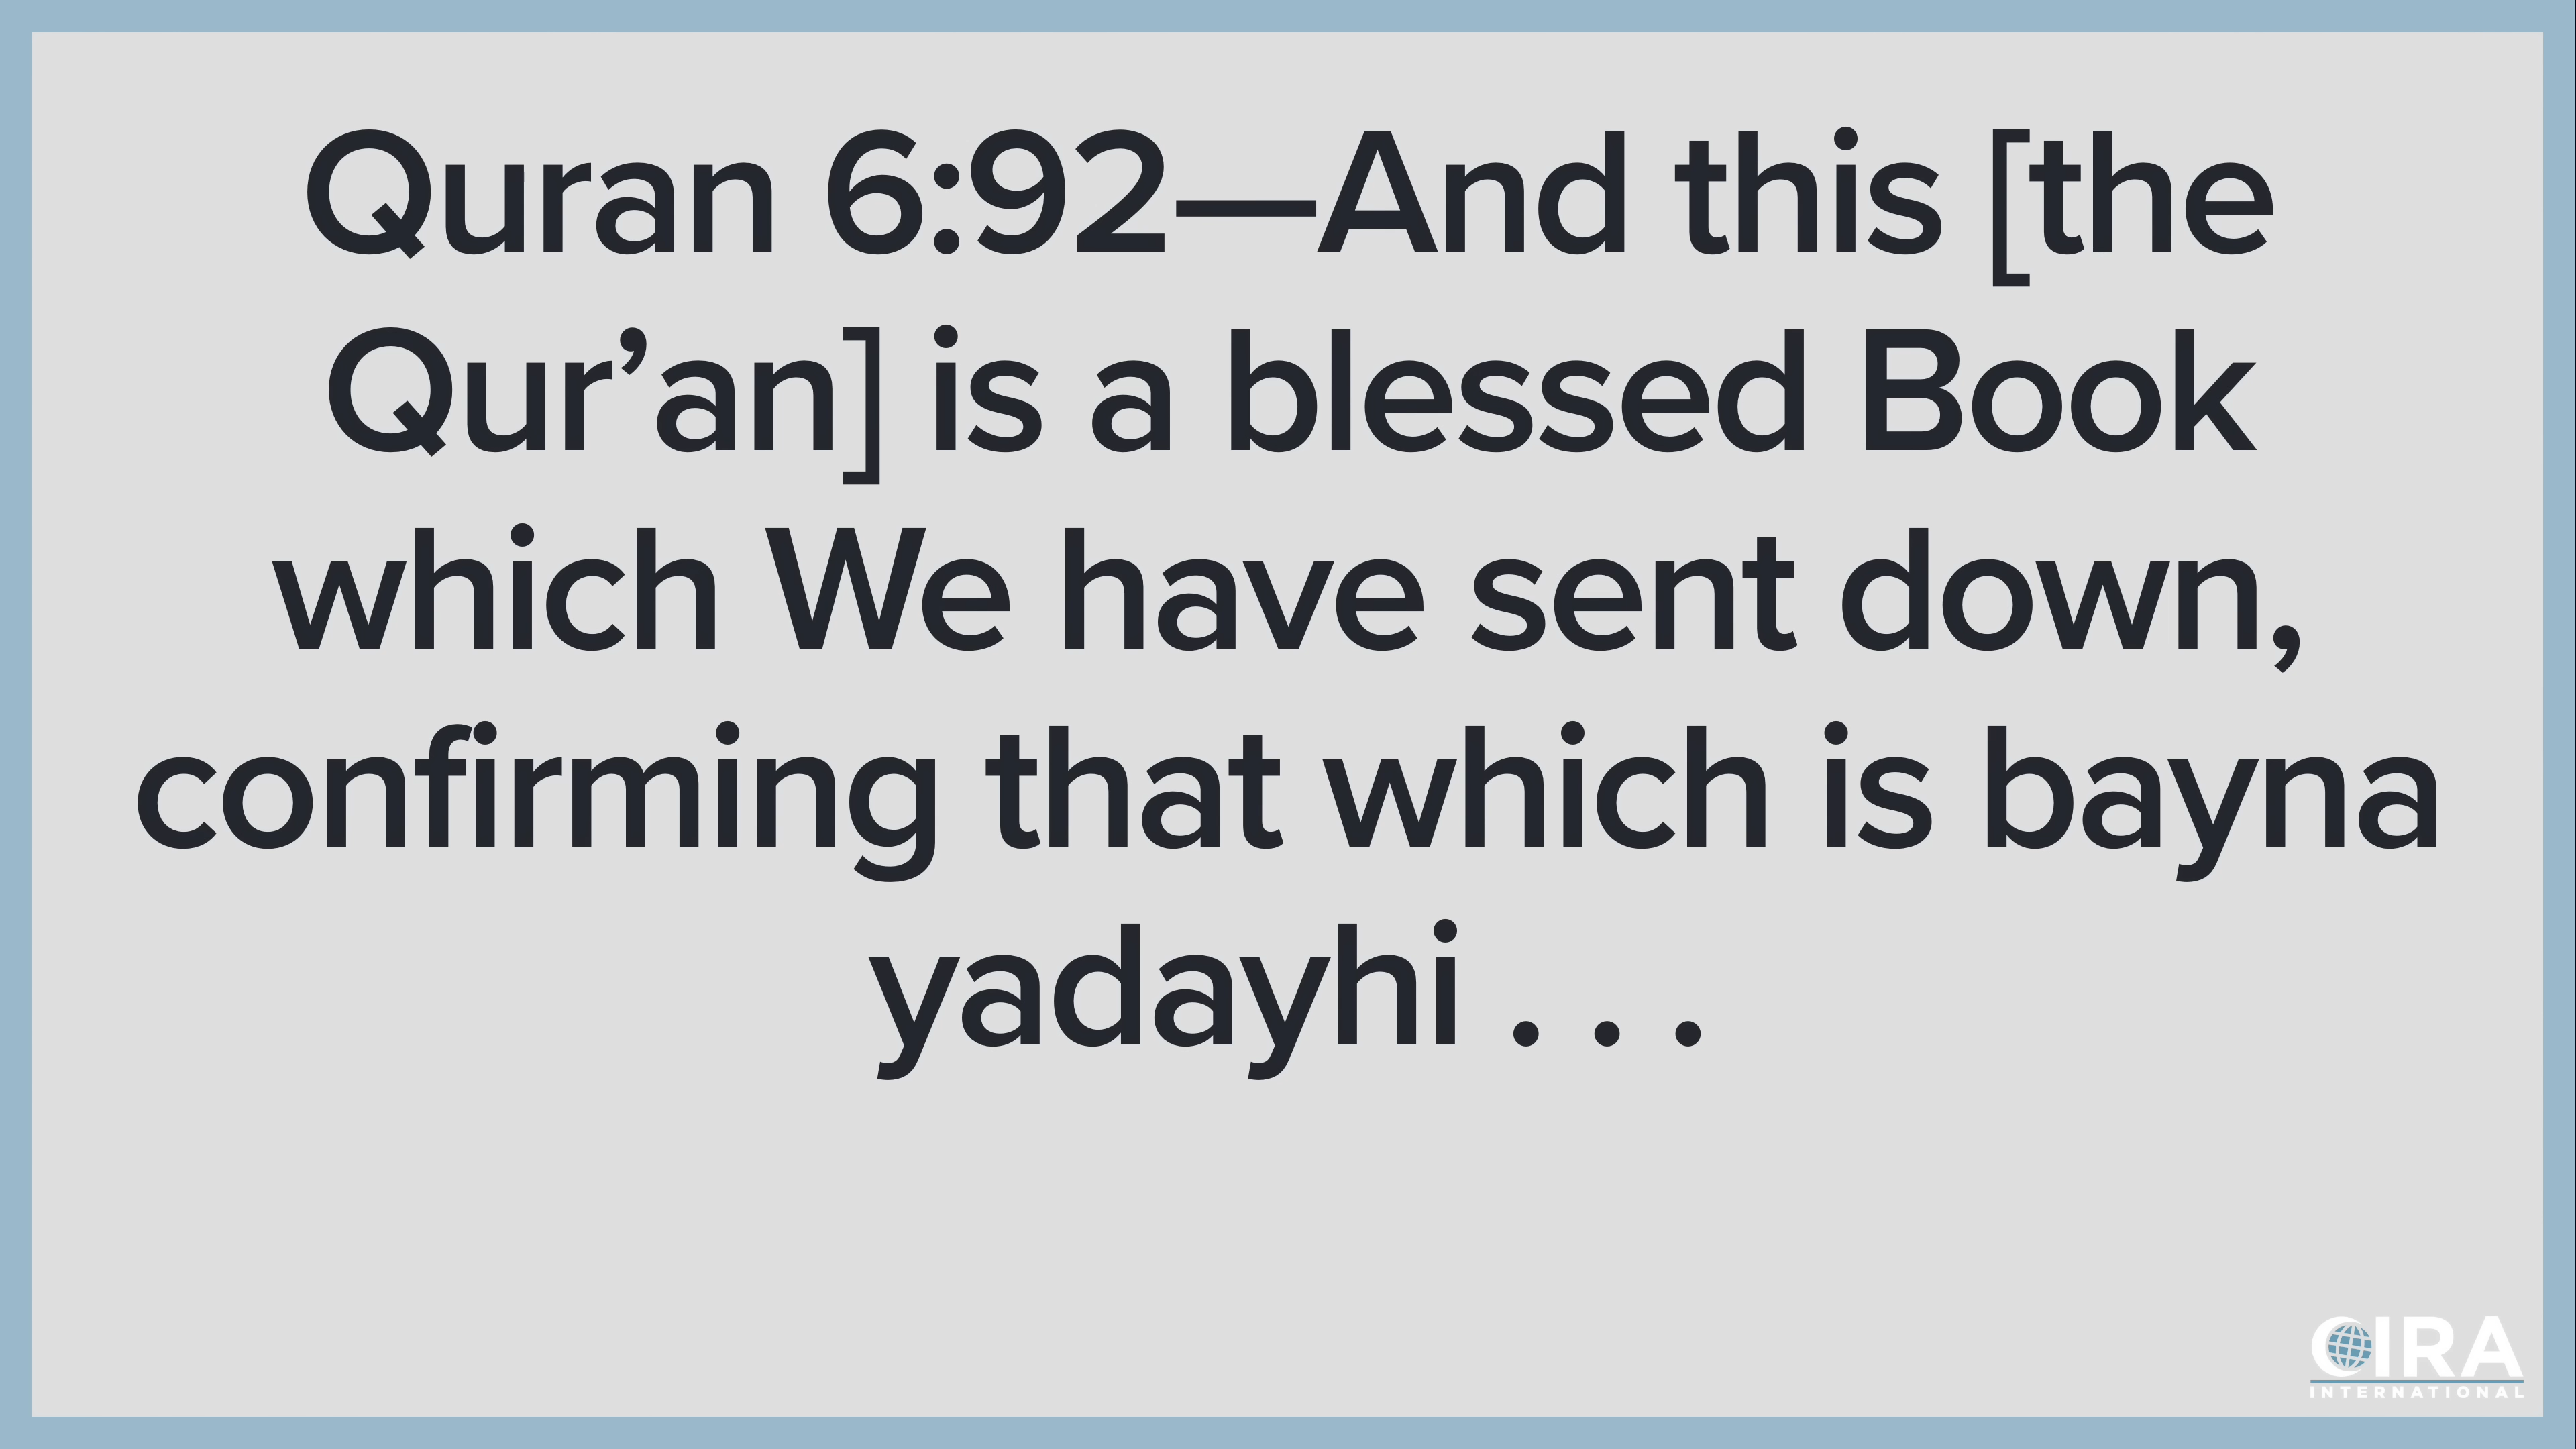 Quran 6:92—And this [the
Qur’an] is a blessed Book
which We have sent down,
confirming that which is bayna
yadayhi . . .
CIRA
INTERNATIONAL